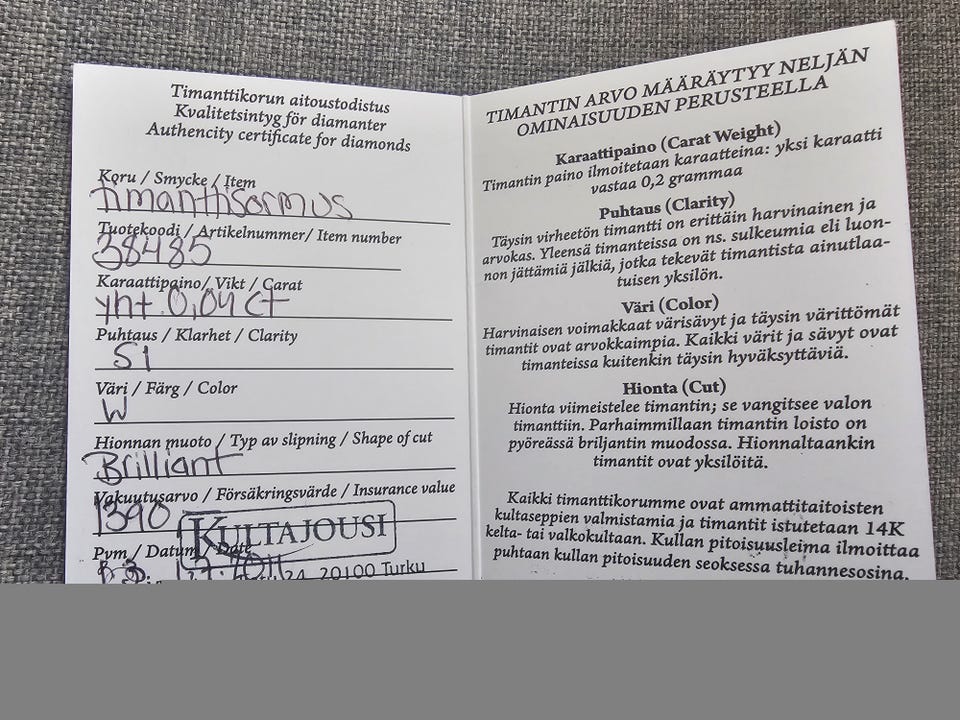 Timanttikorun aitoustodistus
Kvalitetsintyg för diamanter
Authencity certificate for diamonds
Koru / Smycke / Item
timanttisormus
Tuotekoodi / Artikelnummer/ Item number
38485
Karaattipaino/ Vikt / Carat
yht. 0,04 ct
Puhtaus / Klarhet / Clarity
SI
Väri / Färg / Color
W
Hionnan muoto / Typ av slipning / Shape of cut
Brilliant
Vakuutusarvo / Försäkringsvärde / Insurance value
1390
KULTAJOUSI
Pvm / Datum / Date
24, 20100 Turku
TIMANTIN ARVO MÄÄRÄYTYY NELJÄN
OMINAISUUDEN PERUSTEELLA
Karaattipaino (Carat Weight)
Timantin paino ilmoitetaan karaatteina: yksi karaatti
vastaa 0,2 grammaa
Puhtaus (Clarity)
Täysin virheetön timantti on erittäin harvinainen ja
arvokas. Yleensä timanteissa on ns. sulkeumia eli luon-
non jättämiä jälkiä, jotka tekevät timantista ainutlaa-
tuisen yksilön.
Väri (Color)
Harvinaisen voimakkaat värisävyt ja täysin värittömät
timantit ovat arvokkaimpia. Kaikki värit ja sävyt ovat
timanteissa kuitenkin täysin hyväksyttäviä.
Hionta (Cut)
Hionta viimeistelee timantin; se vangitsee valon
timanttiin. Parhaimmillaan timantin loisto on
pyöreässä briljantin muodossa. Hionnaltaankin
timantit ovat yksilöitä.
Kaikki timanttikorumme ovat ammattitaitoisten
kultaseppien valmistamia ja timantit istutetaan 14K
kelta- tai valkokultaan. Kullan pitoisuusleima ilmoittaa
puhtaan kullan pitoisuuden seoksessa tuhannesosina.